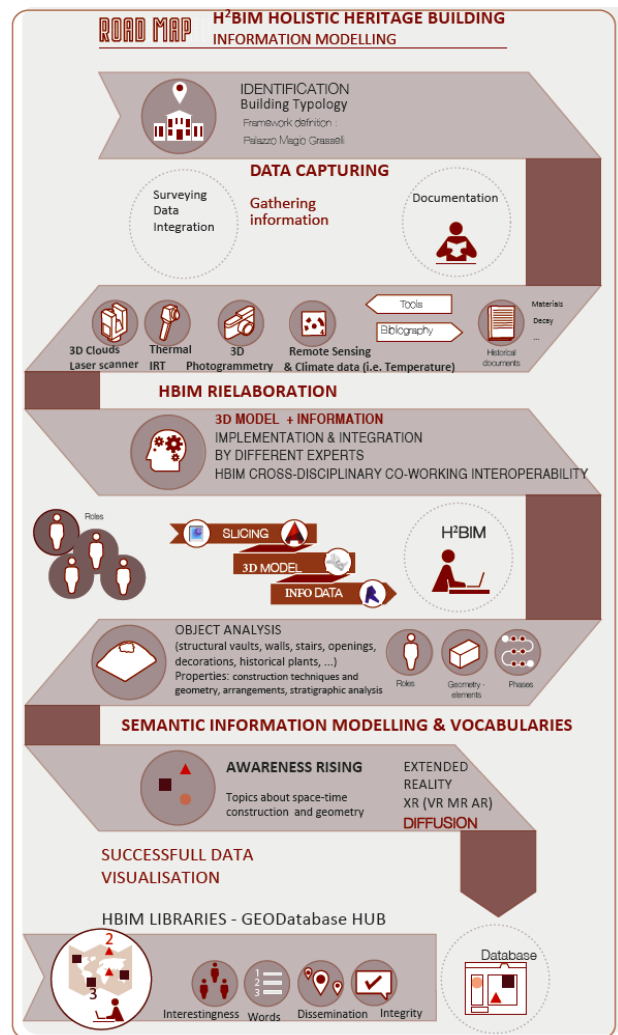 ROAD MAP
H²BIM HOLISTIC HERITAGE BUILDING
INFORMATION MODELLING
IDENTIFICATION
Building Typology
Framework definition :
Palazzo Magio Grasselli
DATA CAPTURING
Surveying
Data
Integration
Gathering
information
Documentation
3D Clouds
Laser scanner
Thermal
IRT
3D
Photogrammetry
Remote Sensing
& Climate data (i.e. Temperature)
Tools
Bibliography
Historical
documents
Materials
Decay
...
HBIM RIELABORATION
3D MODEL + INFORMATION
IMPLEMENTATION & INTEGRATION
BY DIFFERENT EXPERTS
HBIM CROSS-DISCIPLINARY CO-WORKING INTEROPERABILITY
Roles
SLICING
3D MODEL
INFO DATA
H²BIM
OBJECT ANALYSIS
(structural vaults, walls, stairs, openings,
decorations, historical plants, ...)
Properties: construction techniques and
geometry, arrangements, stratigraphic analysis
Roles
Geometry -
elements
Phases
SEMANTIC INFORMATION MODELLING & VOCABULARIES
AWARENESS RISING
Topics about space-time
construction and geometry
EXTENDED
REALITY
XR (VR MR AR)
DIFFUSION
SUCCESSFULL DATA
VISUALISATION
HBIM LIBRARIES - GEODatabase HUB
2
3
1
2
3
Interestingness
Words
Dissemination
Integrity
Database